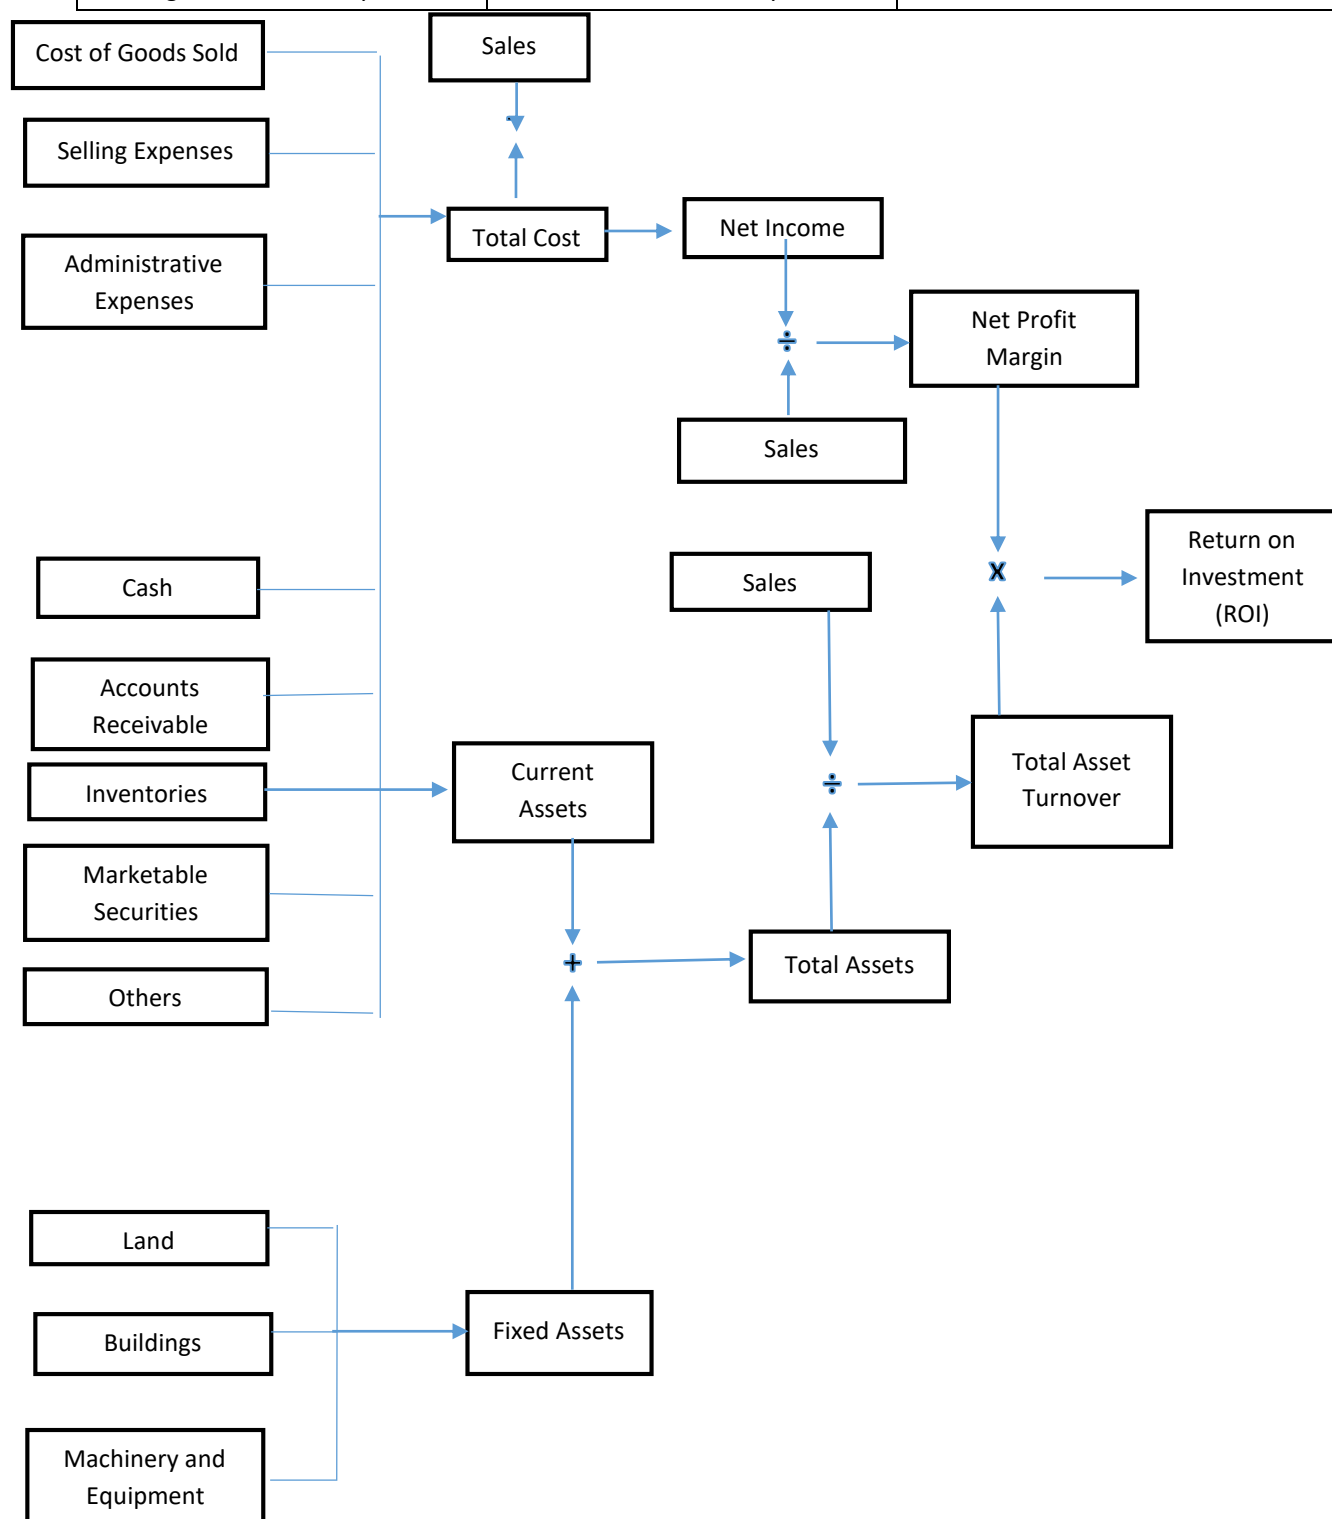 Cost of Goods Sold
Sales
Selling Expenses
Total Cost
Net Income
Administrative
Expenses
Net Profit
Margin
÷
Sales
Cash
Sales
x
Return on
Investment
(ROI)
Accounts
Receivable
Inventories
Current
Assets
÷
Total Asset
Turnover
Marketable
Securities
+
Total Assets
Others
Land
Buildings
Fixed Assets
Machinery and
Equipment